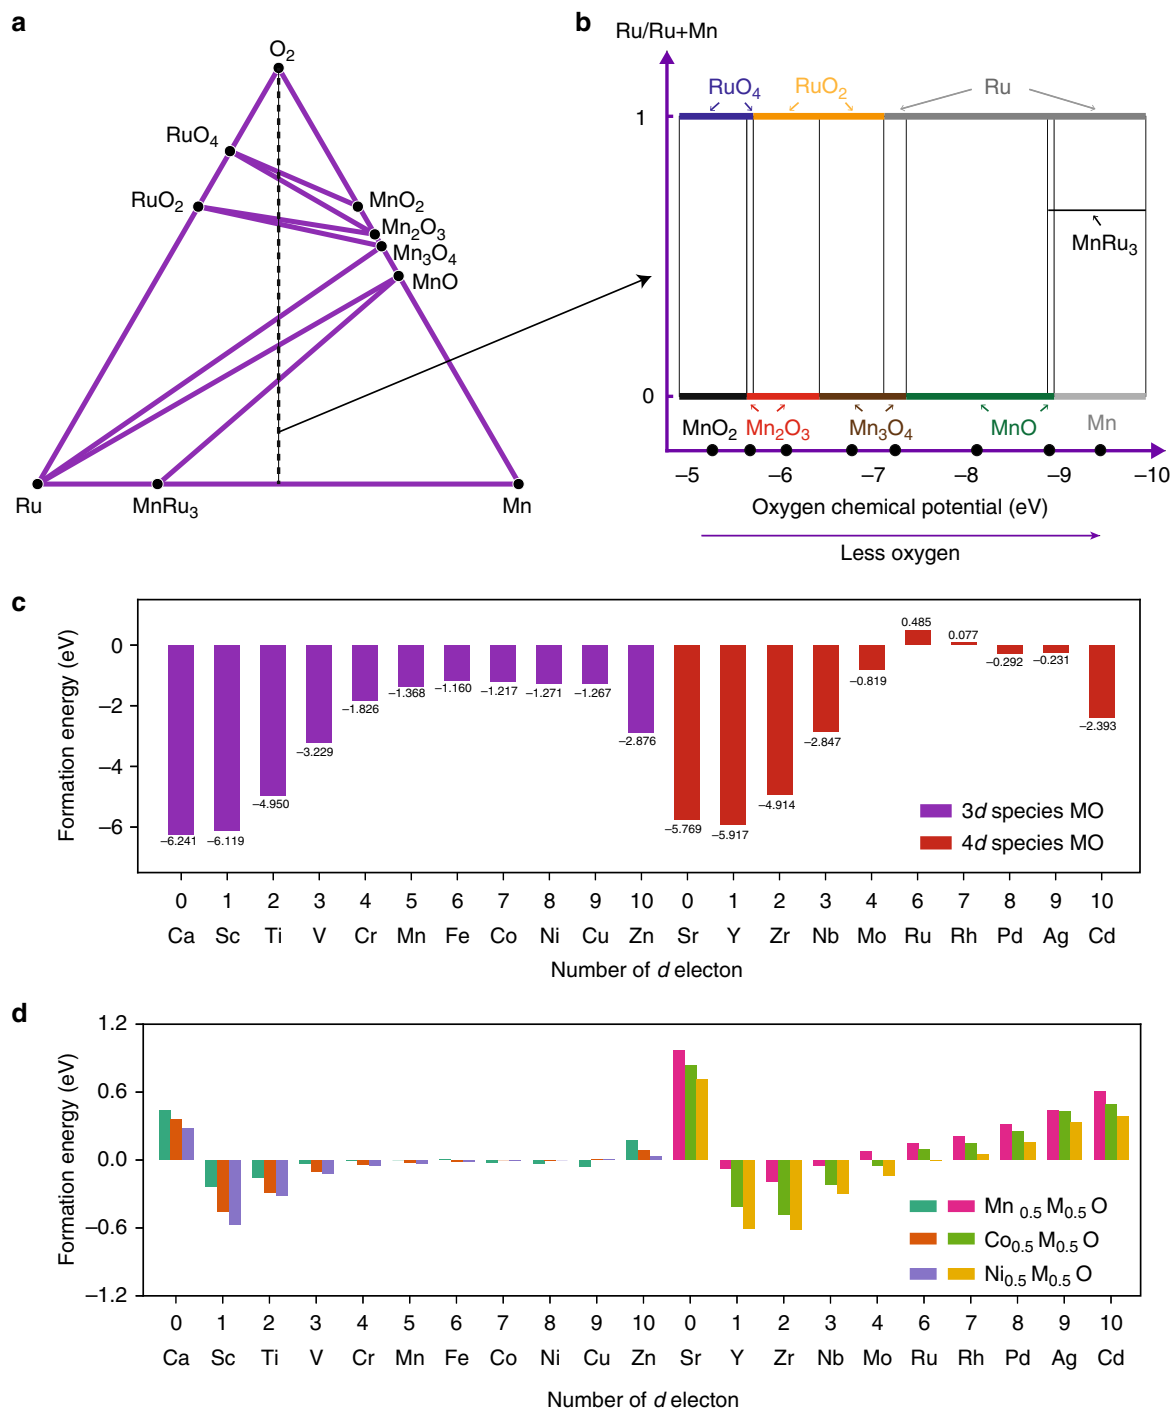 a
O2
RuO4
RuO2
MnO2
Mn2O3
Mn3O4
MnO
Ru
MnRu3
Mn
b
Ru/Ru+Mn
RuO4
RuO2
Ru
1
MnRu3
0
MnO2
Mn2O3
Mn3O4
MnO
Mn
−5 −6 −7 −8 −9 −10
Oxygen chemical potential (eV)
Less oxygen
c
Formation energy (eV)
0
−2
−4
−6
−6.241
−6.119
−4.950
−3.229
−1.826
−1.368
−1.160
−1.217
−1.271
−1.267
−2.876
−5.769
−5.917
−4.914
−2.847
−0.819
0.485
0.077
−0.292
−0.231
−2.393
3d species MO
4d species MO
0 1 2 3 4 5 6 7 8 9 10 0 1 2 3 4 6 7 8 9 10
Ca Sc Ti V Cr Mn Fe Co Ni Cu Zn Sr Y Zr Nb Mo Ru Rh Pd Ag Cd
Number of d electon
d
Formation energy (eV)
1.2
0.6
0.0
−0.6
−1.2
Mn 0.5 M0.5 O
Co0.5 M0.5 O
Ni0.5 M0.5 O
0 1 2 3 4 5 6 7 8 9 10 0 1 2 3 4 6 7 8 9 10
Ca Sc Ti V Cr Mn Fe Co Ni Cu Zn Sr Y Zr Nb Mo Ru Rh Pd Ag Cd
Number of d electon